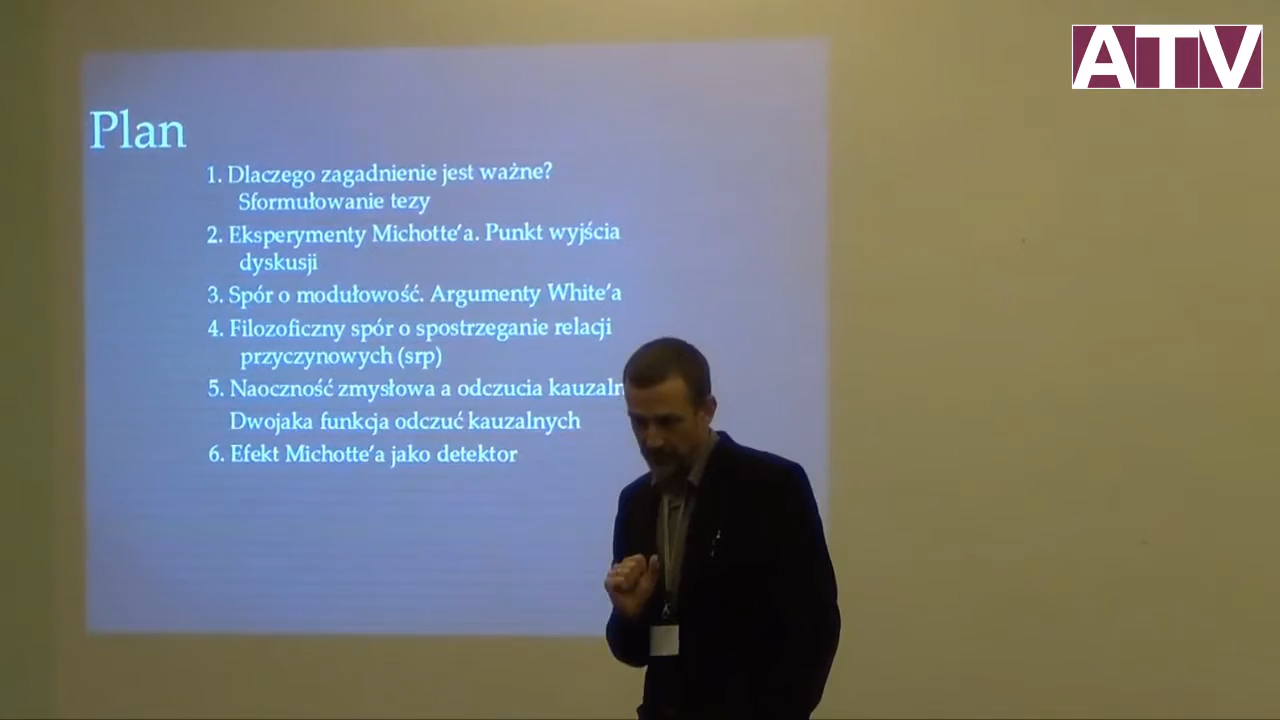 ATV
Plan
1. Dlaczego zagadnienie jest ważne?
Sformułowanie tezy
2. Eksperymenty Michotte'a. Punkt wyjścia
dyskusji
3. Spór o modułowość. Argumenty White'a
4. Filozoficzny spór o spostrzeganie relacji
przyczynowych (srp)
5. Naoczność zmysłowa a odczucia
Dwojaka funkcja odczuć kauzalnych
6. Efekt Michotte'a jako detektor